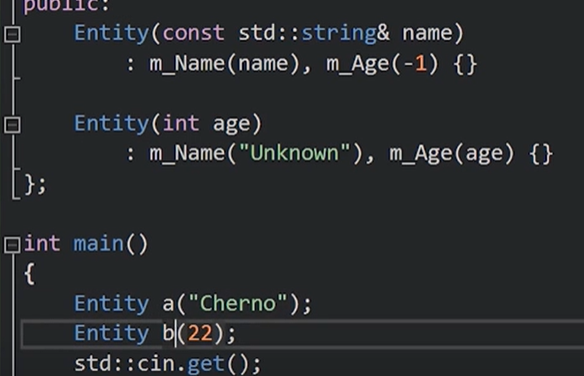 public:
Entity(const std::string& name)
: m_Name(name), m_Age(-1) {}
Entity(int age)
: m_Name("Unknown"), m_Age(age) {}
};
int main()
{
Entity a("Cherno");
Entity b(22);
std::cin.get();